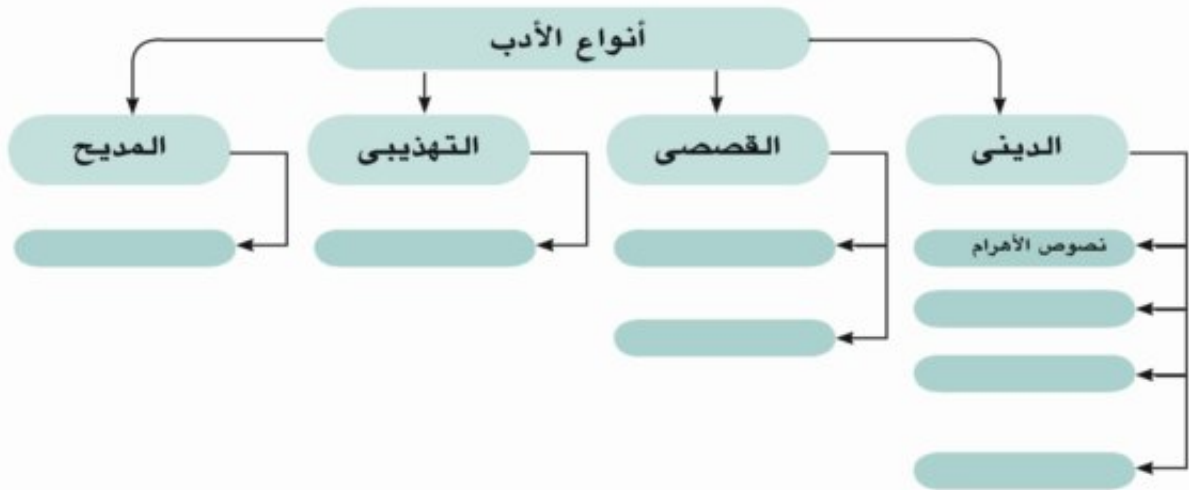 أنواع الأدب
الدينى
القصصى
التهذيبى
المديح
نصوص الأهرام